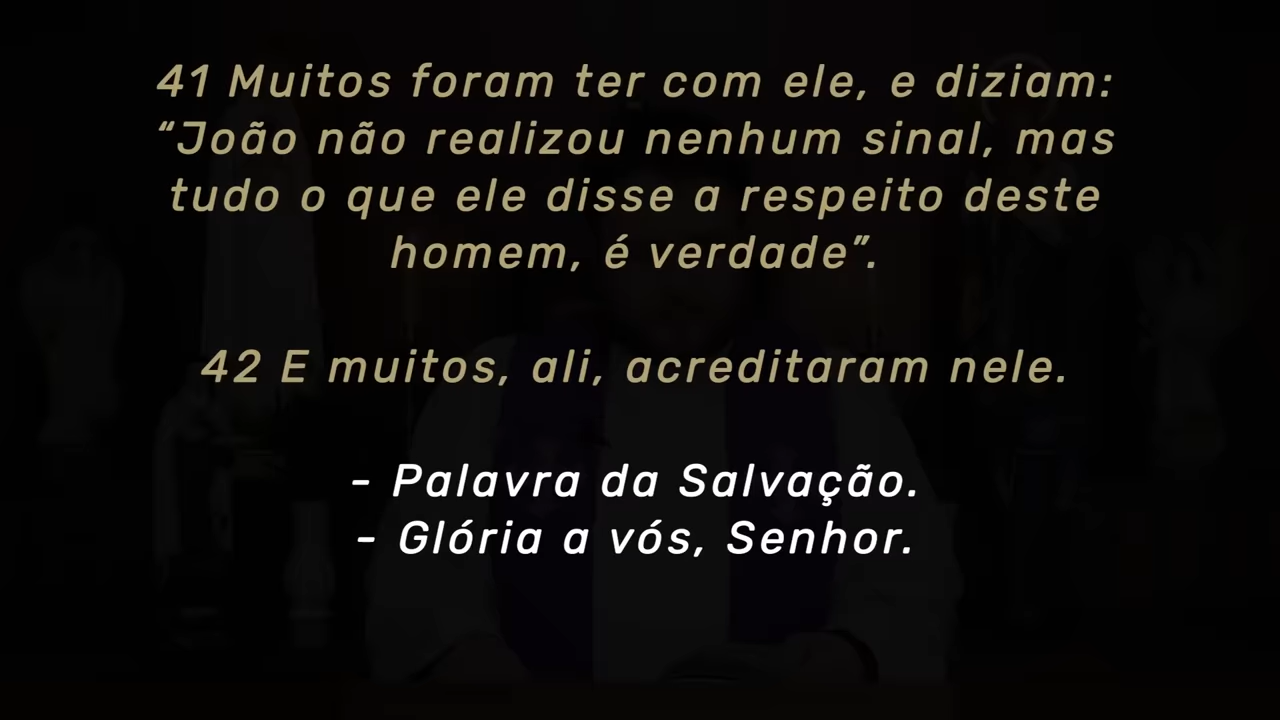 41 Muitos foram ter com ele, e diziam:
“João não realizou nenhum sinal, mas
tudo o que ele disse a respeito deste
homem, é verdade”.
42 E muitos, ali, acreditaram nele.
- Palavra da Salvação.
- Glória a vós, Senhor.